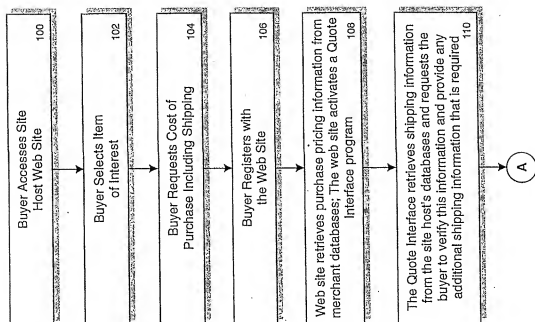 Buyer Accesses Site
Host Web Site
100
Buyer Selects Item
of Interest
102
Buyer Requests Cost of
Purchase Including Shipping
104
Buyer Registers with
the Web Site
106
Web site retrieves purchase pricing information from
merchant databases; The web site activates a Quote
Interface program
108
The Quote Interface retrieves shipping information
from the site host's databases and requests the
buyer to verify this information and provide any
additional shipping information that is required
110
A